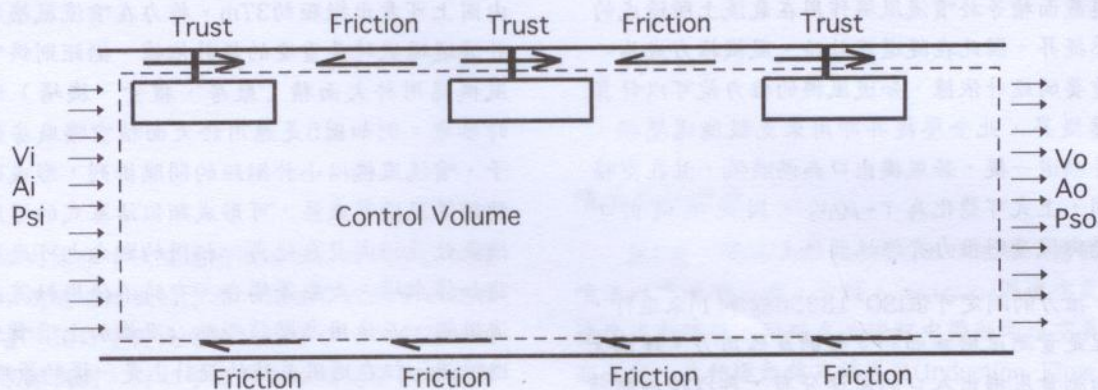 Trust Friction Trust Friction Trust
Vi
Ai
Psi
Control Volume
Vo
Ao
Pso
Friction Friction Friction Friction